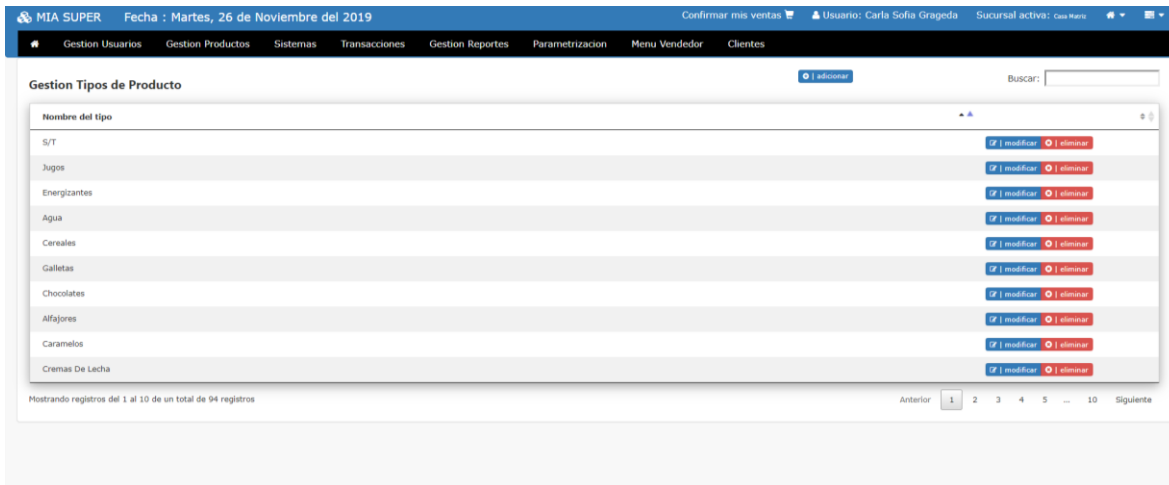 MIA SUPER Fecha : Martes, 26 de Noviembre del 2019 Confirmar mis ventas Usuario: Carla Sofia Grageda Sucursal activa: Casa Matriz
Gestion Usuarios Gestion Productos Sistemas Transacciones Gestion Reportes Parametrizacion Menu Vendedor Clientes
Gestion Tipos de Producto | adicionar Buscar:
Nombre del tipo
S/T | modificar | eliminar
Jugos | modificar | eliminar
Energizantes | modificar | eliminar
Agua | modificar | eliminar
Cereales | modificar | eliminar
Galletas | modificar | eliminar
Chocolates | modificar | eliminar
Alfajores | modificar | eliminar
Caramelos | modificar | eliminar
Cremas De Lecha | modificar | eliminar
Mostrando registros del 1 al 10 de un total de 94 registros Anterior 1 2 3 4 5 ... 10 Siguiente